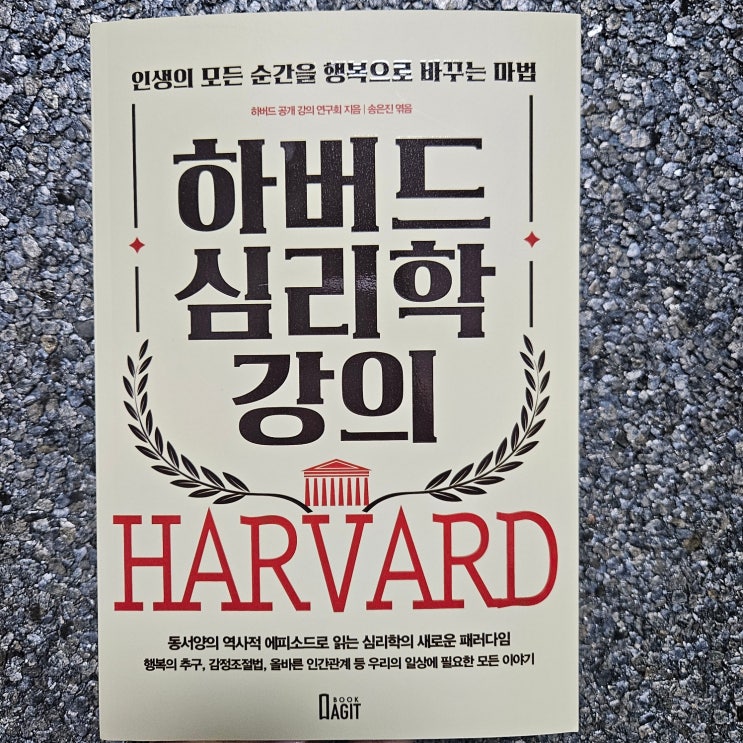 인생의 모든 순간을 행복으로 바꾸는 마법
하버드 공개 강의 연구회 지음 | 송은진 엮음
하버드
심리학
강의
HARVARD
동서양의 역사적 에피소드로 읽는 심리학의 새로운 패러다임
행복의 추구, 감정조절법, 올바른 인간관계 등 우리의 일상에 필요한 모든 이야기
BOOK
AGIT